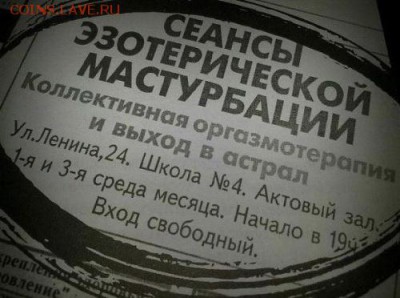 COINS.LAVE.RU
СЕАНСЫ
ЭЗОТЕРИЧЕСКОЙ
МАСТУРБАЦИИ
Коллективная оргазмотерапия
и выход в астрал
Ул.Ленина,24. Школа №4. Актовый зал.
1-я и 3-я среда месяца. Начало в 19
Вход свободный.